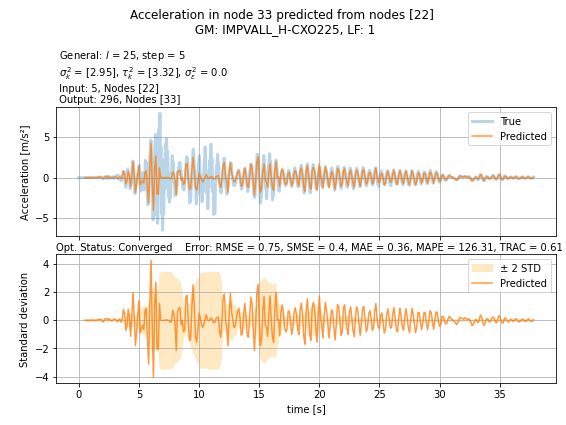 Acceleration in node 33 predicted from nodes [22]
GM: IMPVALL_H-CXO225, LF: 1
General: l = 25, step = 5
σ²ₖ = [2.95], τ²ₖ = [3.32], σ²ε = 0.0
Input: 5, Nodes [22]
Output: 296, Nodes [33]
True
Predicted
Acceleration [m/s²]
5
0
−5
Opt. Status: Converged Error: RMSE = 0.75, SMSE = 0.4, MAE = 0.36, MAPE = 126.31, TRAC = 0.61
± 2 STD
Predicted
Standard deviation
4
2
0
−2
−4
0 5 10 15 20 25 30 35
time [s]